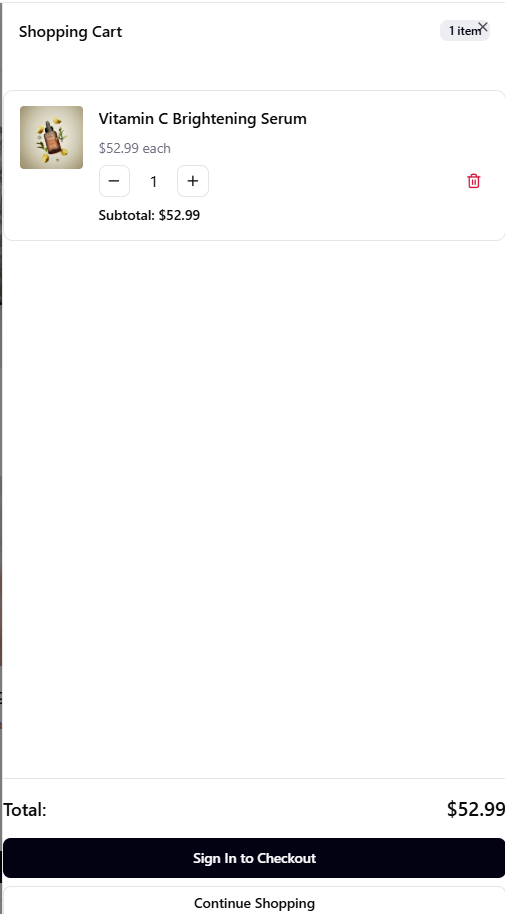 Shopping Cart
1 item
Vitamin C Brightening Serum
$52.99 each
1
Subtotal: $52.99
Total:
$52.99
Sign In to Checkout
Continue Shopping